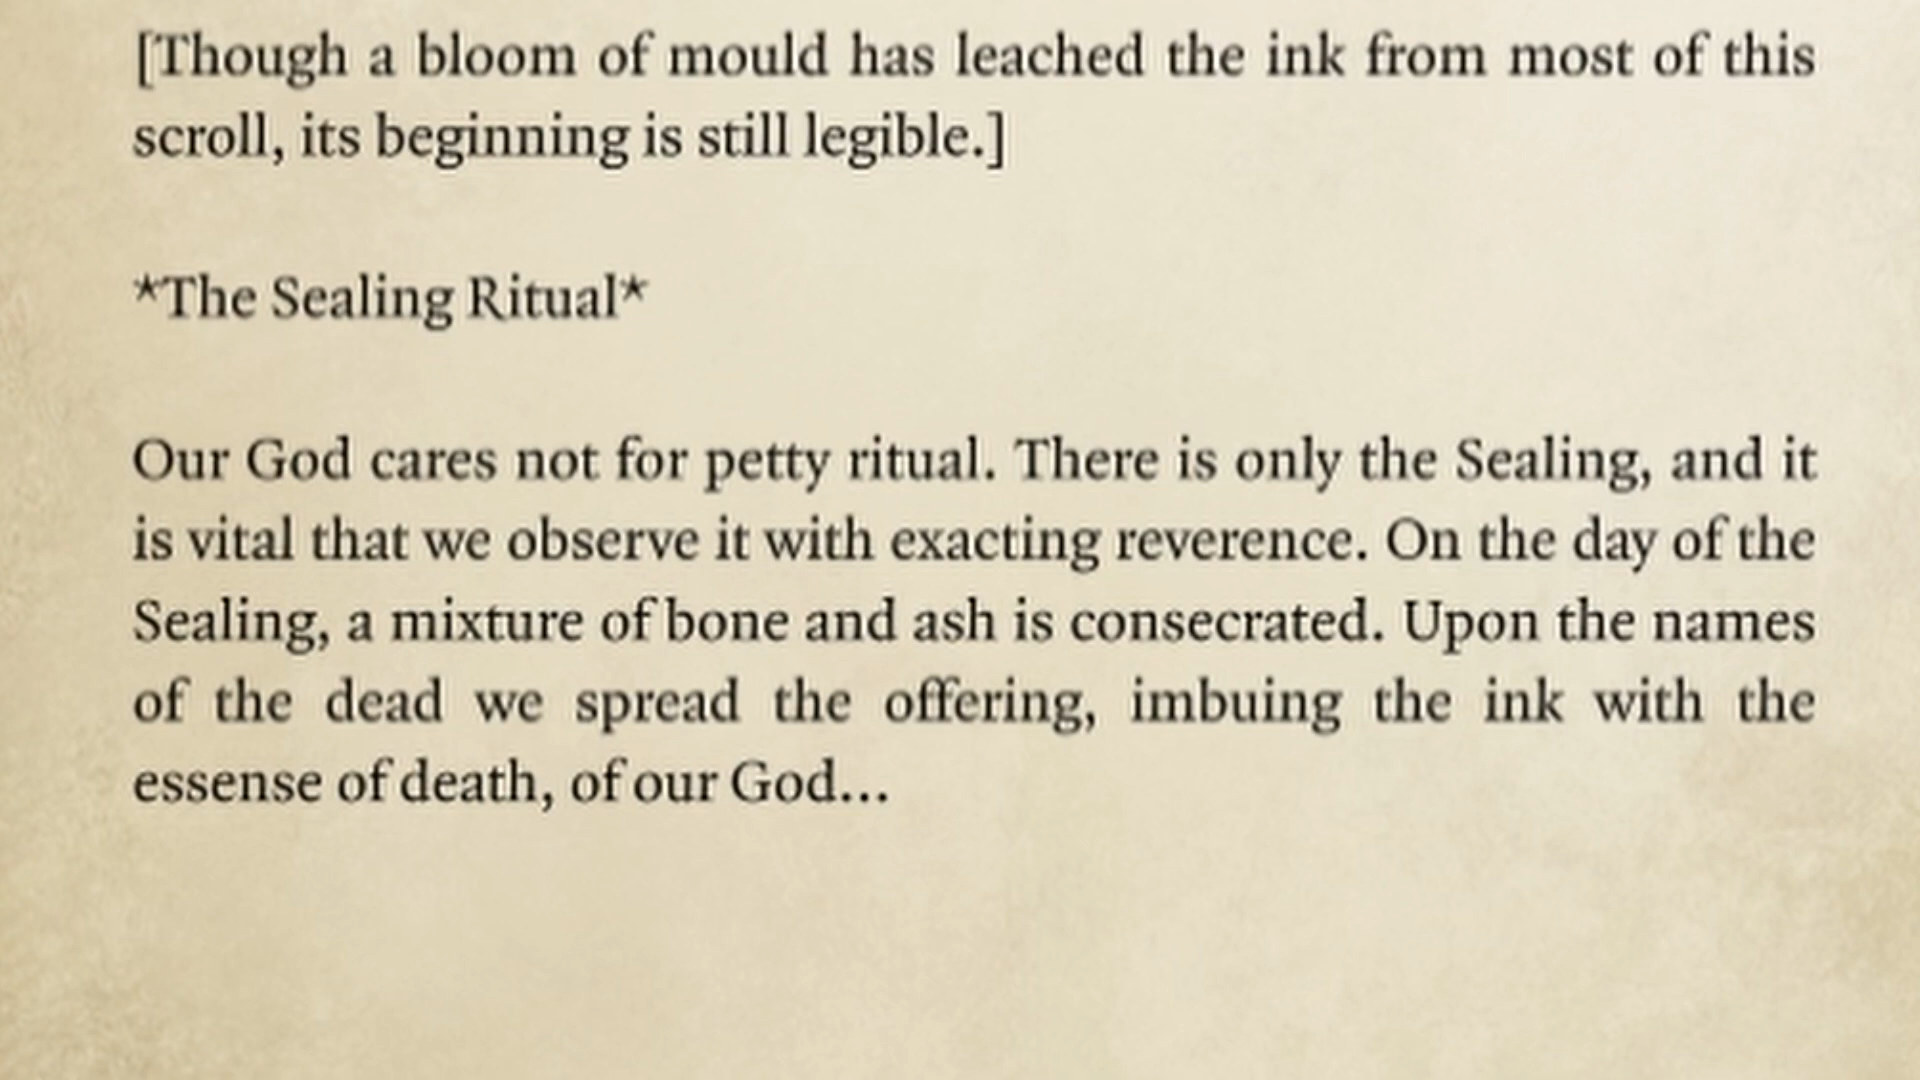 [Though a bloom of mould has leached the ink from most of this
scroll, its beginning is still legible.]
*The Sealing Ritual*
Our God cares not for petty ritual. There is only the Sealing, and it
is vital that we observe it with exacting reverence. On the day of the
Sealing, a mixture of bone and ash is consecrated. Upon the names
of the dead we spread the offering, imbuing the ink with the
essense of death, of our God...